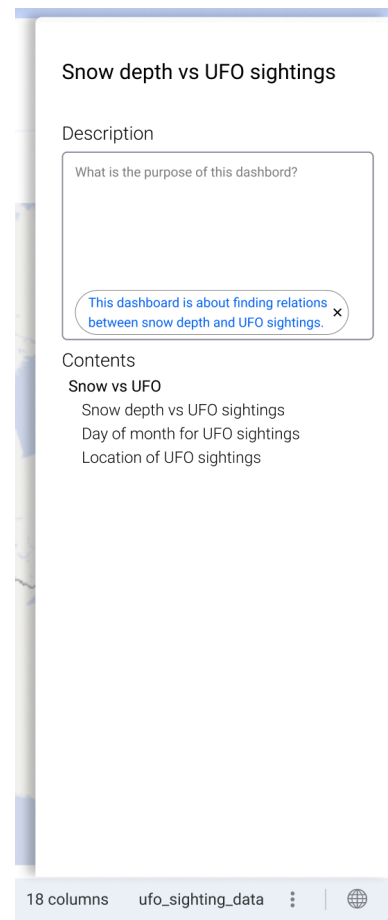 Snow depth vs UFO sightings
Description
What is the purpose of this dashbord?
This dashboard is about finding relations
between snow depth and UFO sightings.
Contents
Snow vs UFO
Snow depth vs UFO sightings
Day of month for UFO sightings
Location of UFO sightings
18 columns ufo_sighting_data